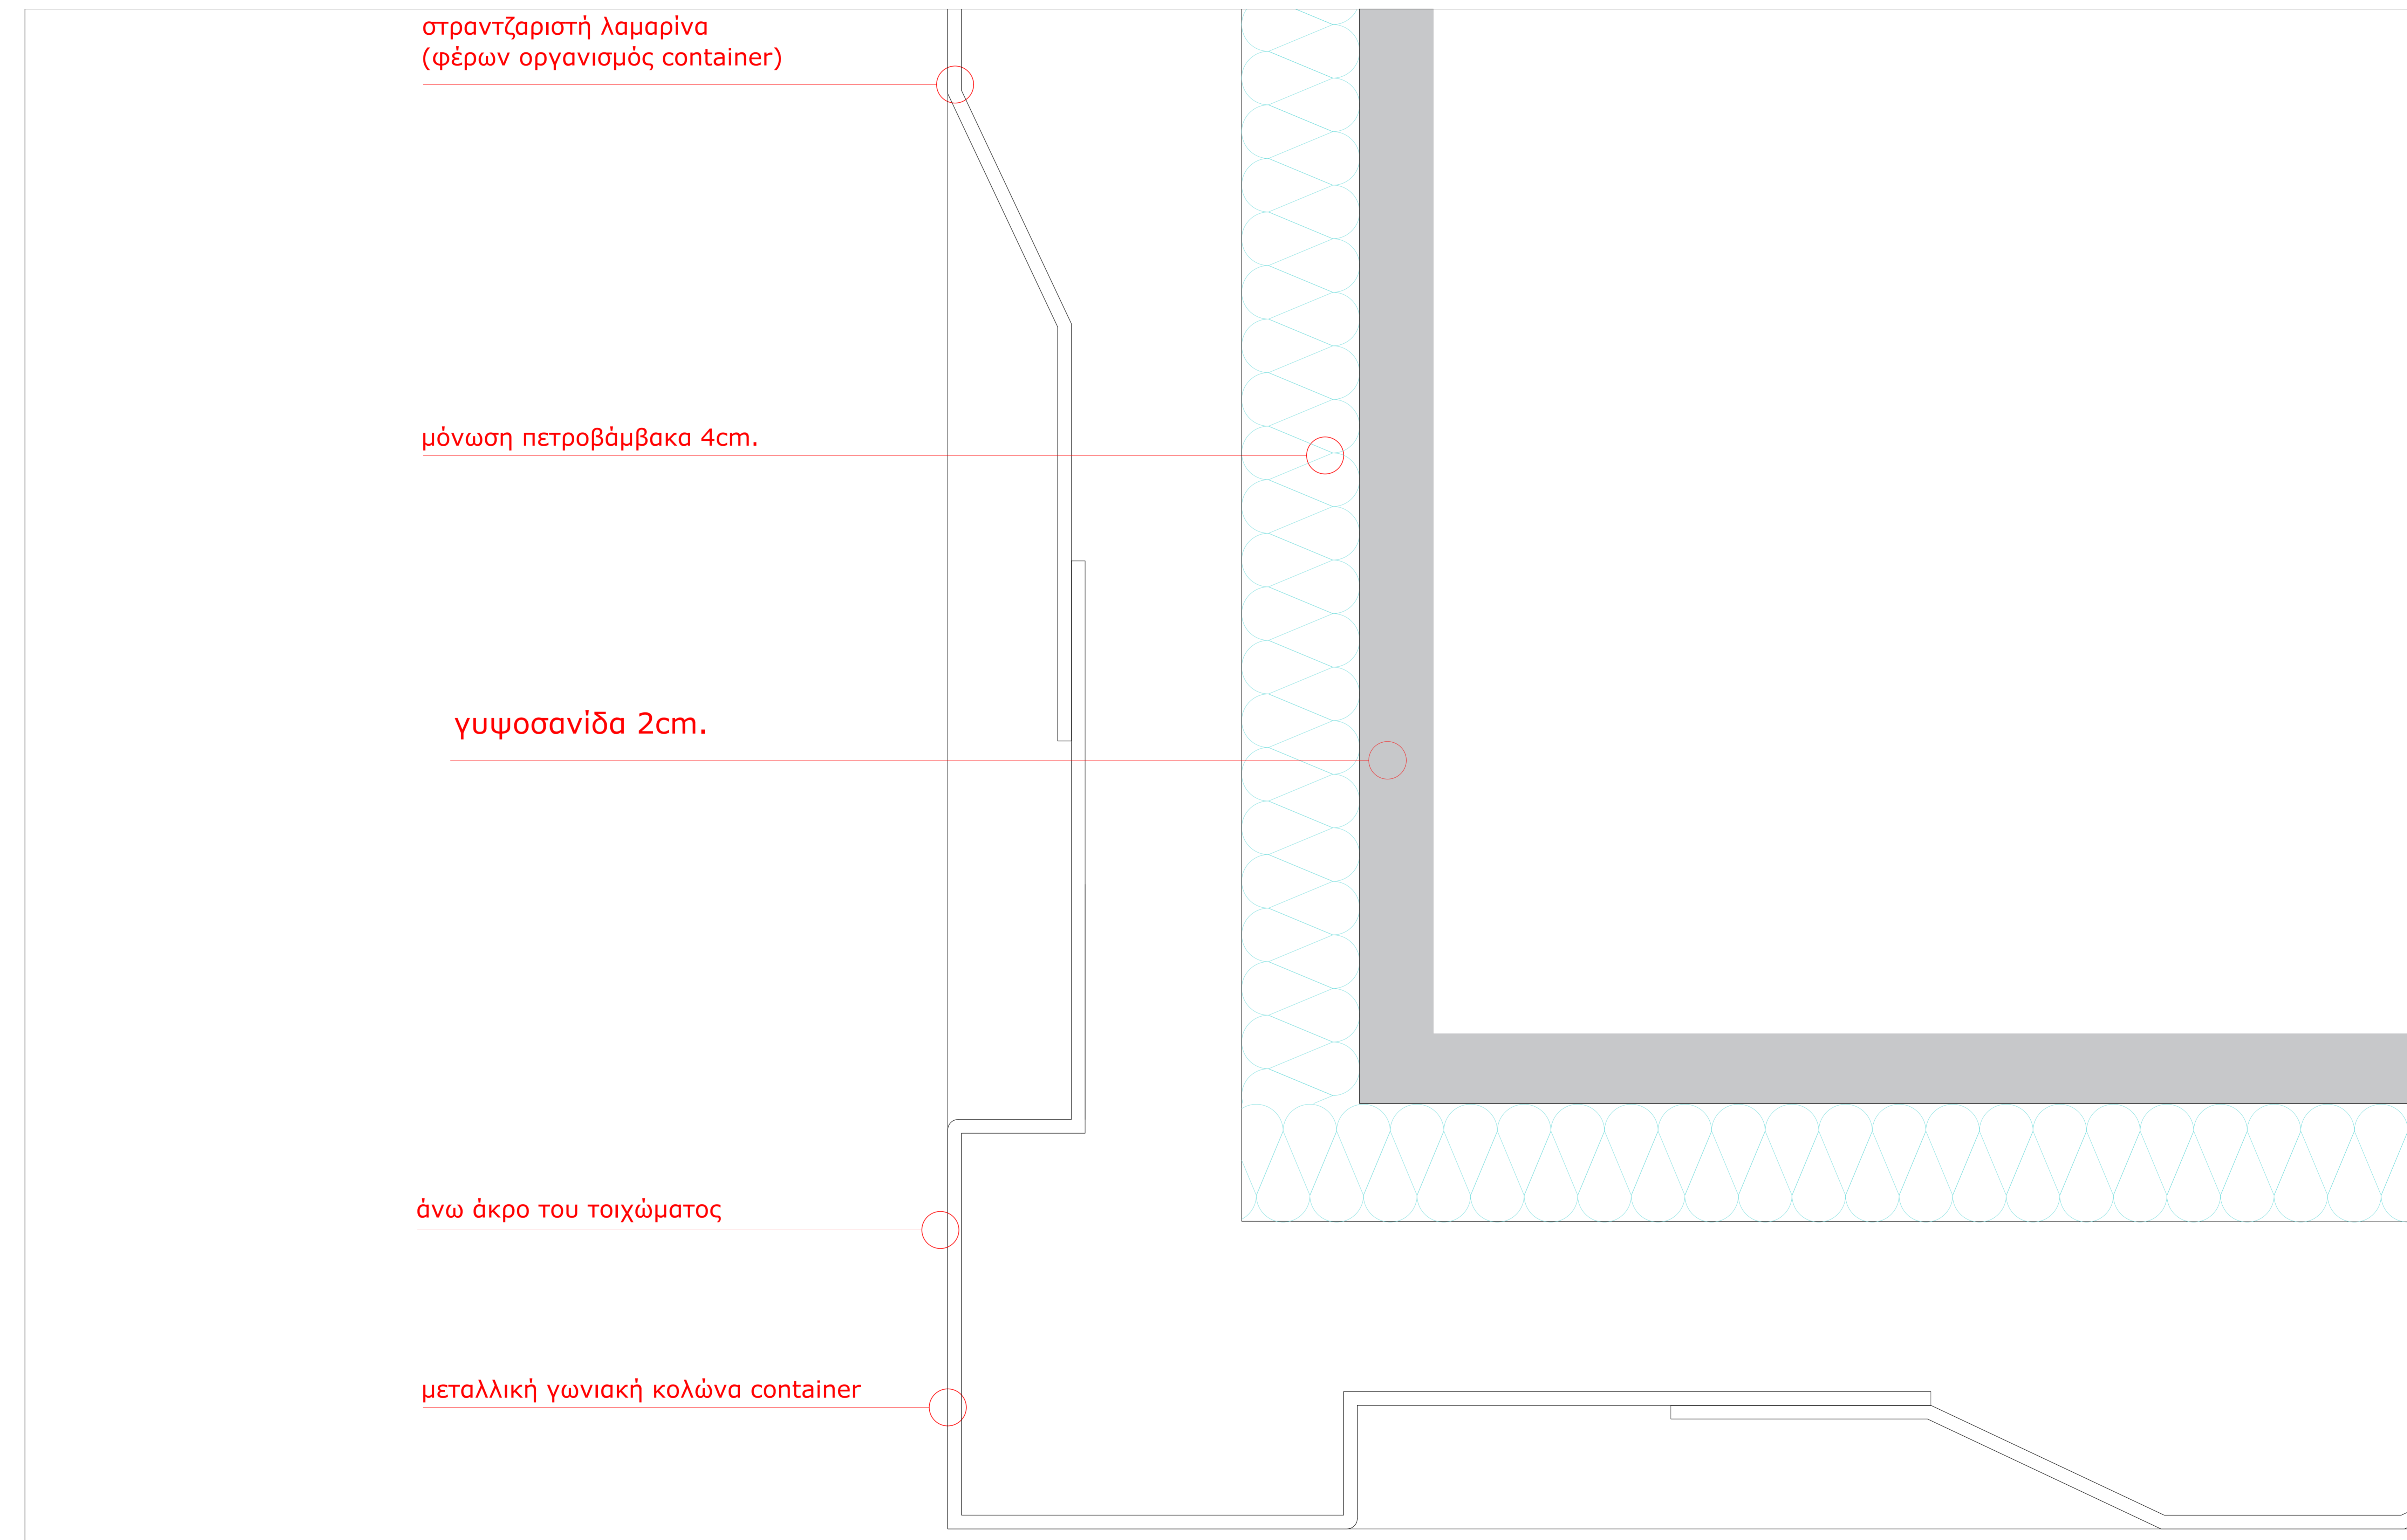 στραντζαριστή λαμαρίνα
(φέρων οργανισμός container)
μόνωση πετροβάμβακα 4cm.
γυψοσανίδα 2cm.
άνω άκρο του τοιχώματος
μεταλλική γωνιακή κολώνα container